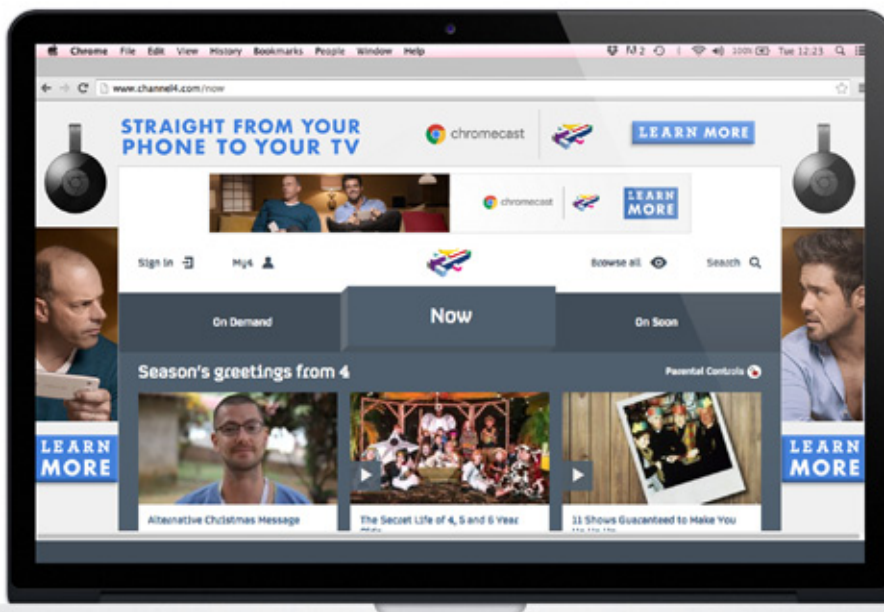 Chrome File Edit View History Bookmarks People Window Help 2 100% Tue 12:23
www.channel4.com/now
STRAIGHT FROM YOUR
PHONE TO YOUR TV
chromecast
LEARN MORE
chromecast
LEARN
MORE
Sign in
My4
Browse all
Search
On Demand
Now
On Soon
Season's greetings from 4
Parental Controls
LEARN
MORE
LEARN
MORE
Alternative Christmas Message
The Secret Life of 4, 5 and 6 Year
11 Shows Guaranteed to Make You